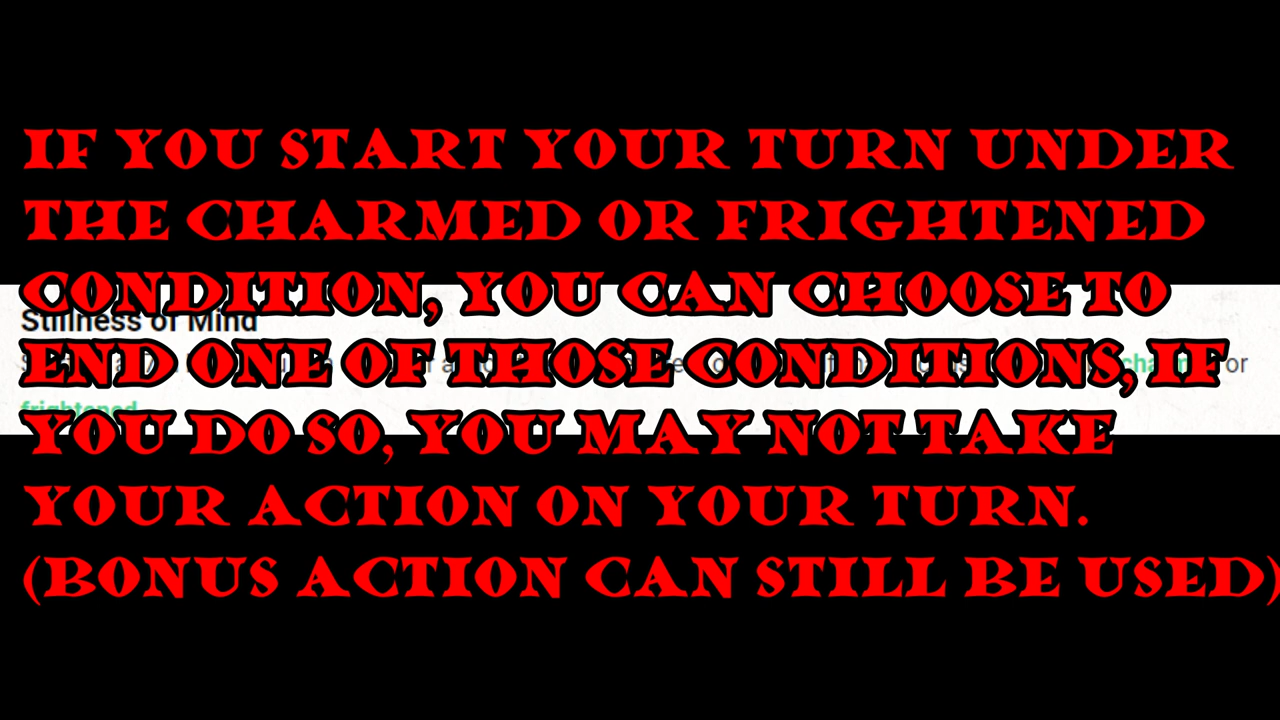 IF YOU START YOUR TURN UNDER
THE CHARMED OR FRIGHTENED
CONDITION, YOU CAN CHOOSE TO
Stillness of Mind
END ONE OF THOSE CONDITIONS, IF
or
frightened
YOU DO SO, YOU MAY NOT TAKE
YOUR ACTION ON YOUR TURN.
(BONUS ACTION CAN STILL BE USED)